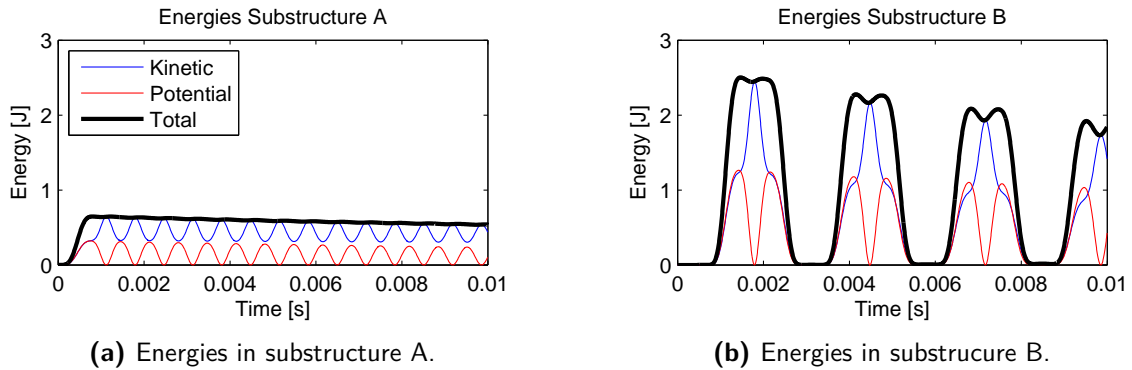 Energies Substructure A
3
2
1
0
Energy [J]
Kinetic
Potential
Total
0 0.002 0.004 0.006 0.008 0.01
Time [s]
(a) Energies in substructure A.
Energies Substructure B
3
2
1
0
Energy [J]
0 0.002 0.004 0.006 0.008 0.01
Time [s]
(b) Energies in substrucure B.